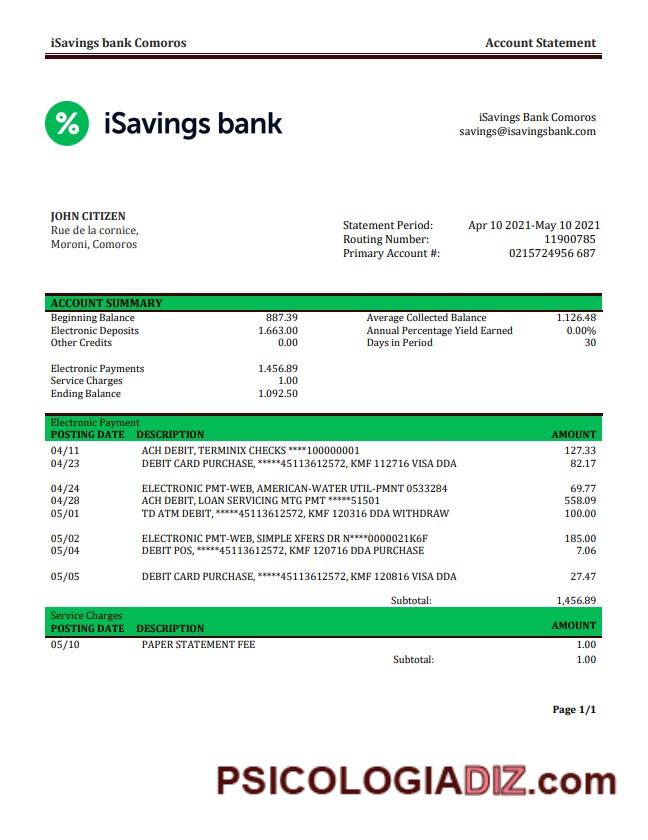 iSavings bank Comoros Account Statement
% iSavings bank
iSavings Bank Comoros
savings@isavingsbank.com
JOHN CITIZEN
Rue de la cornice,
Moroni, Comoros
Statement Period: Apr 10 2021-May 10 2021
Routing Number: 11900785
Primary Account #: 0215724956 687
ACCOUNT SUMMARY
Beginning Balance 887.39 Average Collected Balance 1.126.48
Electronic Deposits 1.663.00 Annual Percentage Yield Earned 0.00%
Other Credits 0.00 Days in Period 30
Electronic Payments 1.456.89
Service Charges 1.00
Ending Balance 1.092.50
Electronic Payment
POSTING DATE DESCRIPTION AMOUNT
04/11 ACH DEBIT, TERMINIX CHECKS ****100000001 127.33
04/23 DEBIT CARD PURCHASE, *****45113612572, KMF 112716 VISA DDA 82.17
04/24 ELECTRONIC PMT-WEB, AMERICAN-WATER UTIL-PMNT 0533284 69.77
04/28 ACH DEBIT, LOAN SERVICING MTG PMT *****51501 558.09
05/01 TD ATM DEBIT, *****45113612572, KMF 120316 DDA WITHDRAW 100.00
05/02 ELECTRONIC PMT-WEB, SIMPLE XFERS DR N****0000021K6F 185.00
05/04 DEBIT POS, *****45113612572, KMF 120716 DDA PURCHASE 7.06
05/05 DEBIT CARD PURCHASE, *****45113612572, KMF 120816 VISA DDA 27.47
Subtotal: 1,456.89
Service Charges
POSTING DATE DESCRIPTION AMOUNT
05/10 PAPER STATEMENT FEE 1.00
Subtotal: 1.00
Page 1/1
PSICOLOGIADIZ.com